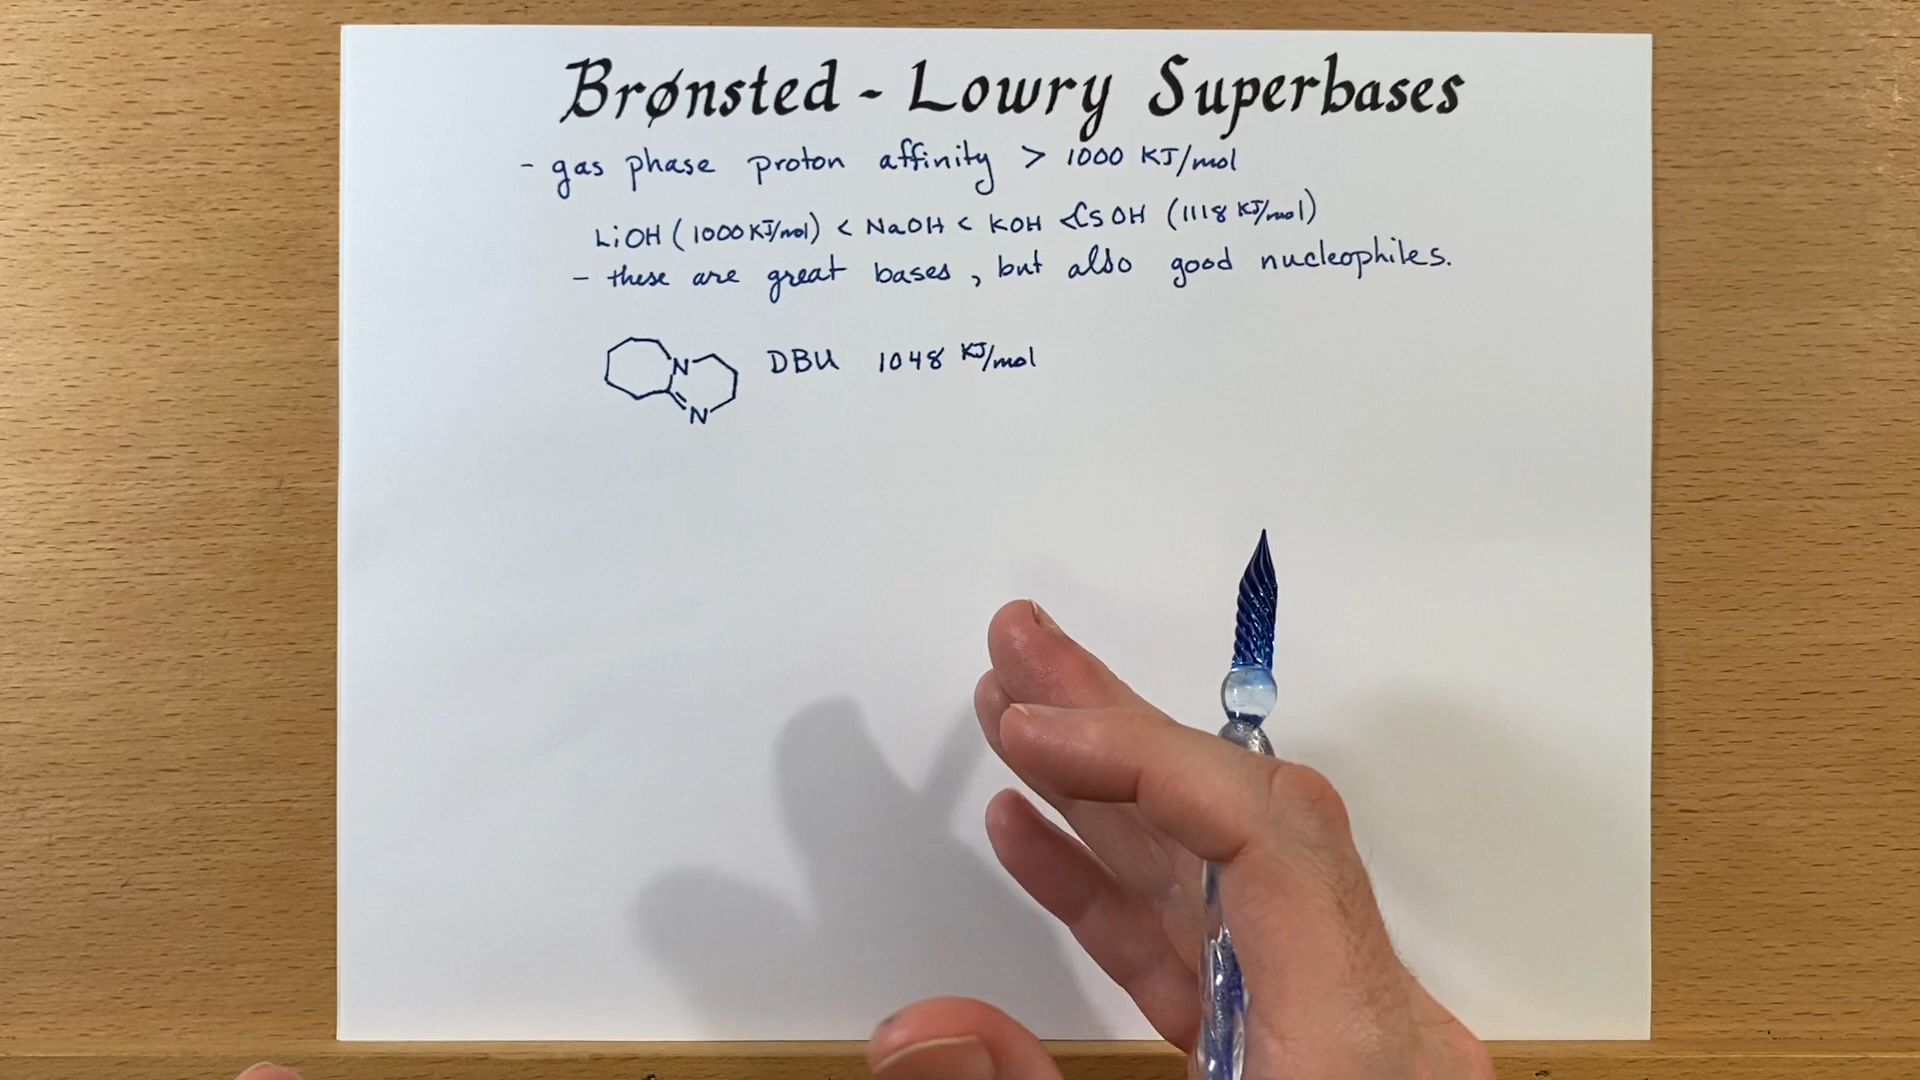 Brønsted - Lowry Superbases
- gas phase proton affinity > 1000 KJ/mol
LiOH (1000 KJ/mol) < NaOH < KOH < CsOH (1118 KJ/mol)
- these are great bases, but also good nucleophiles.
N DBU 1048 KJ/mol
N